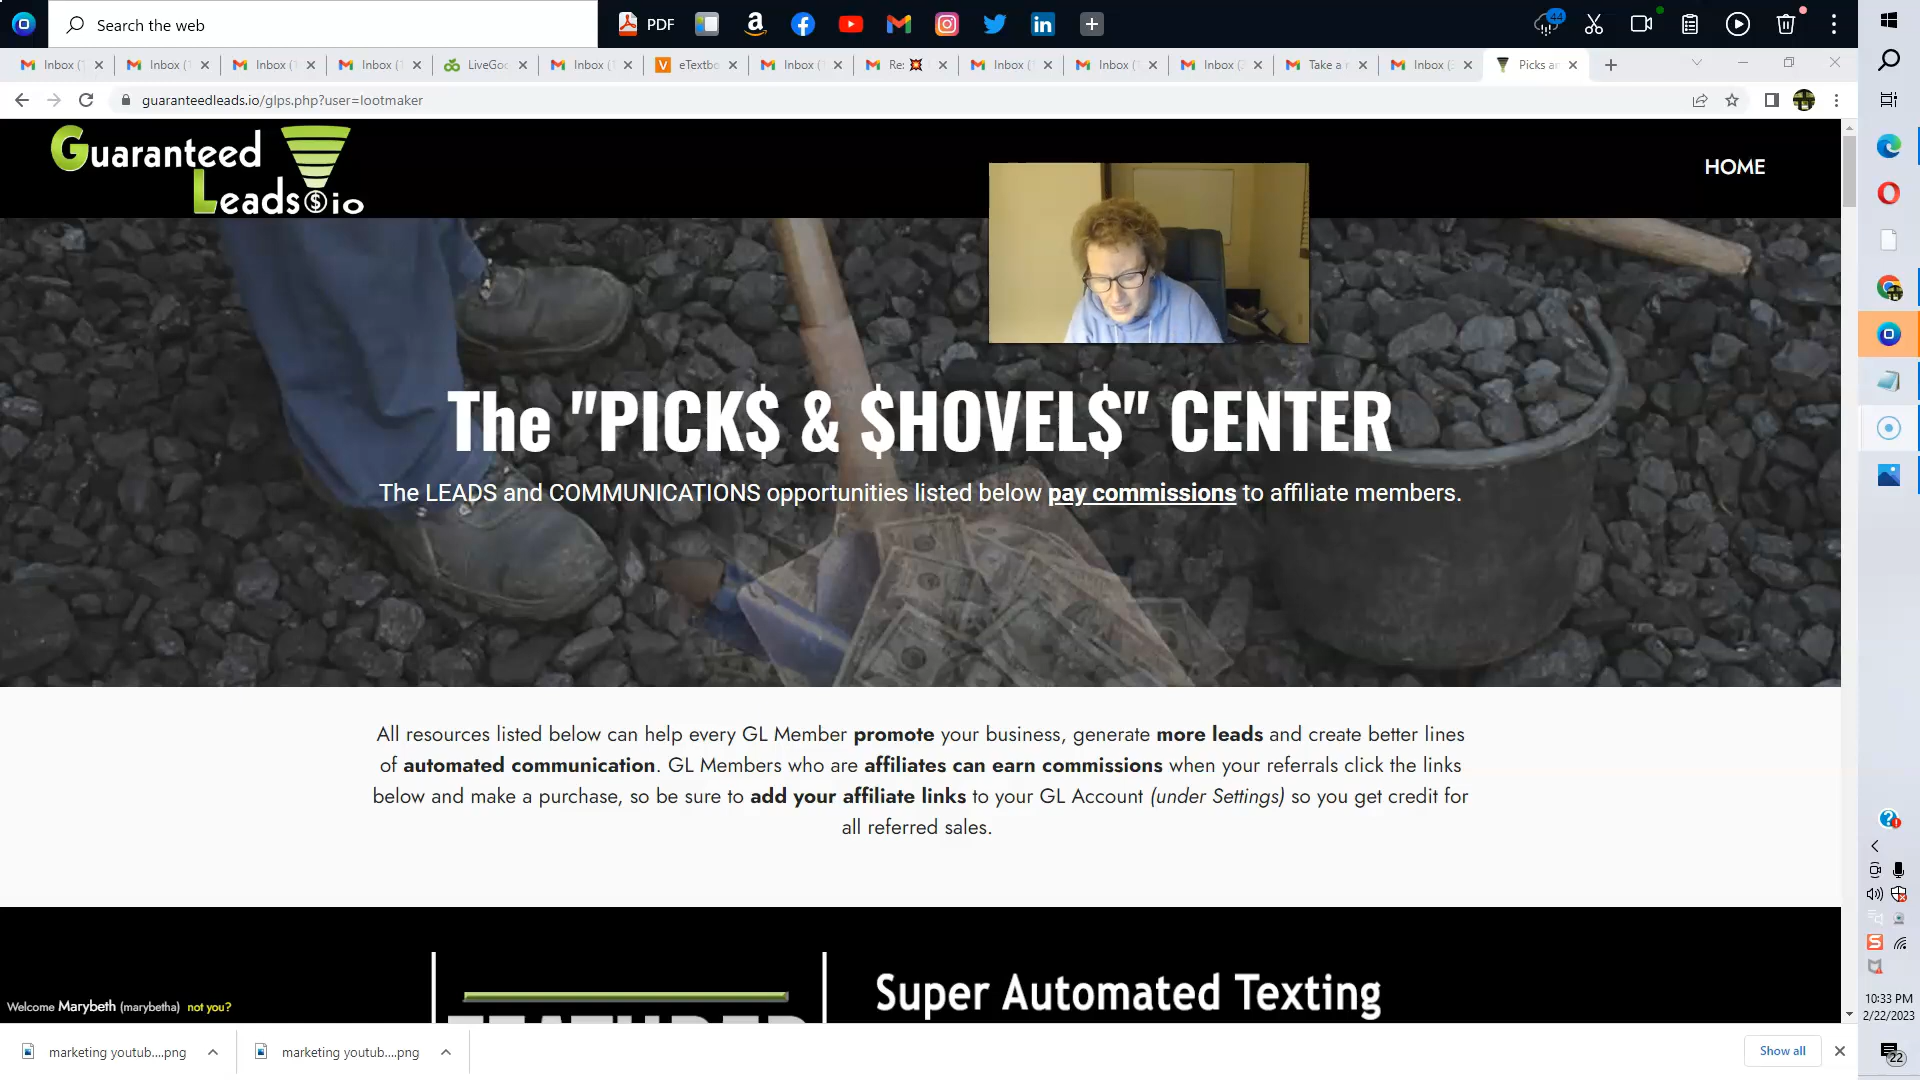 Search the web
PDF
44
Inbox (
Inbox (
Inbox (
Inbox (
LiveGoo
Inbox (
eTextbo
Inbox (
Re:
Inbox (
Inbox (
Inbox (
Take a
Inbox (
Picks a
guaranteedleads.io/glps.php?user=lootmaker
Guaranteed
Leads.io
HOME
The "PICK$ & $HOVEL$" CENTER
The LEADS and COMMUNICATIONS opportunities listed below pay commissions to affiliate members.
All resources listed below can help every GL Member promote your business, generate more leads and create better lines
of automated communication. GL Members who are affiliates can earn commissions when your referrals click the links
below and make a purchase, so be sure to add your affiliate links to your GL Account (under Settings) so you get credit for
all referred sales.
Super Automated Texting
FEATURED
Welcome Marybeth (marybetha) not you?
marketing youtub....png
marketing youtub....png
Show all
10:33 PM
2/22/2023
22